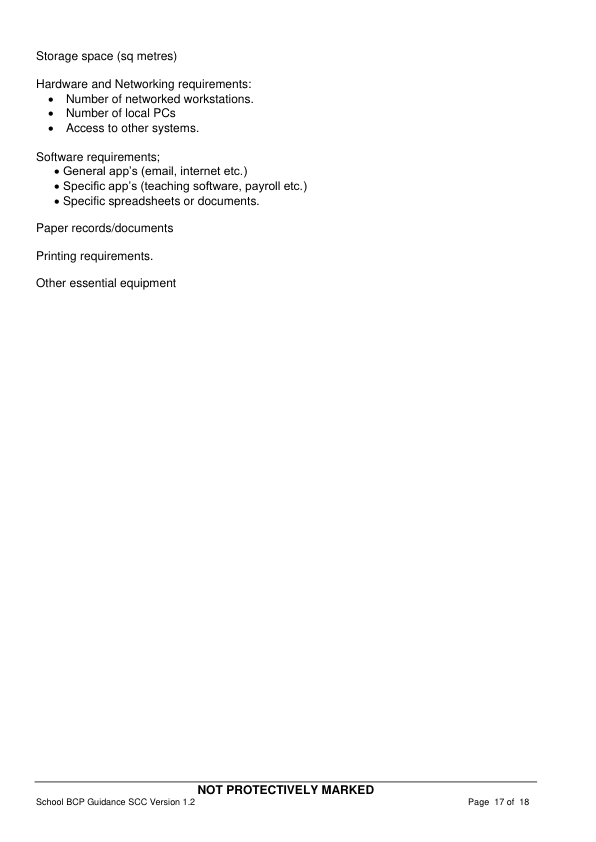 Storage space (sq metres)
Hardware and Networking requirements:
• Number of networked workstations.
• Number of local PCs
• Access to other systems.
Software requirements;
• General app's (email, internet etc.)
• Specific app's (teaching software, payroll etc.)
• Specific spreadsheets or documents.
Paper records/documents
Printing requirements.
Other essential equipment
NOT PROTECTIVELY MARKED
School BCP Guidance SCC Version 1.2 Page 17 of 18